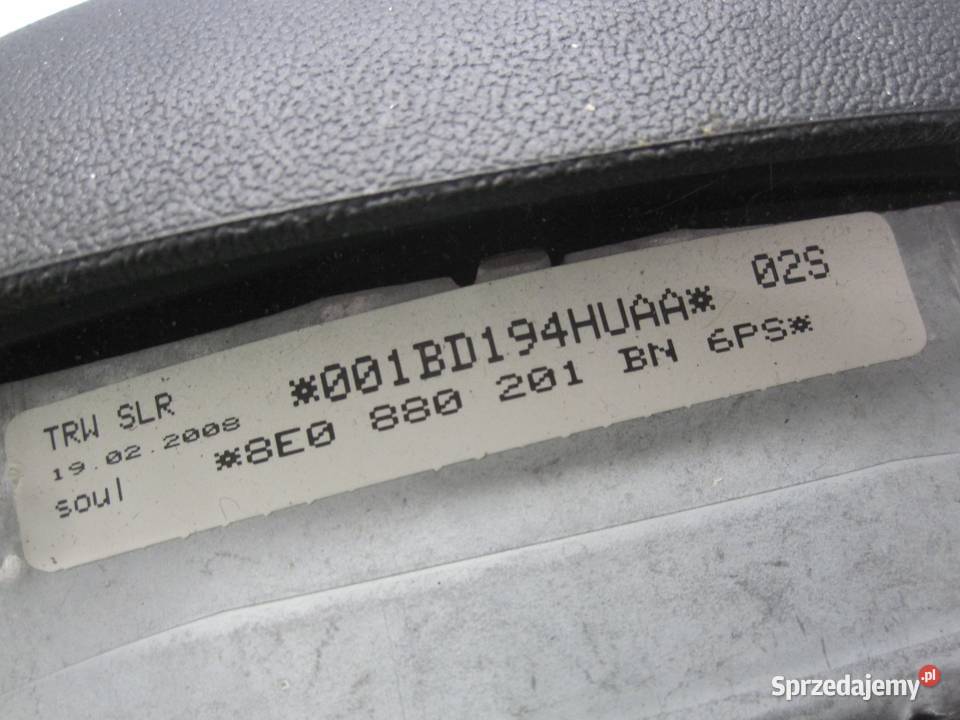 *001BD194HUAA* 02S
TRW SLR
19.02.2008
*8E0 880 201 BN 6PS*
soul
Sprzedajemy.pl